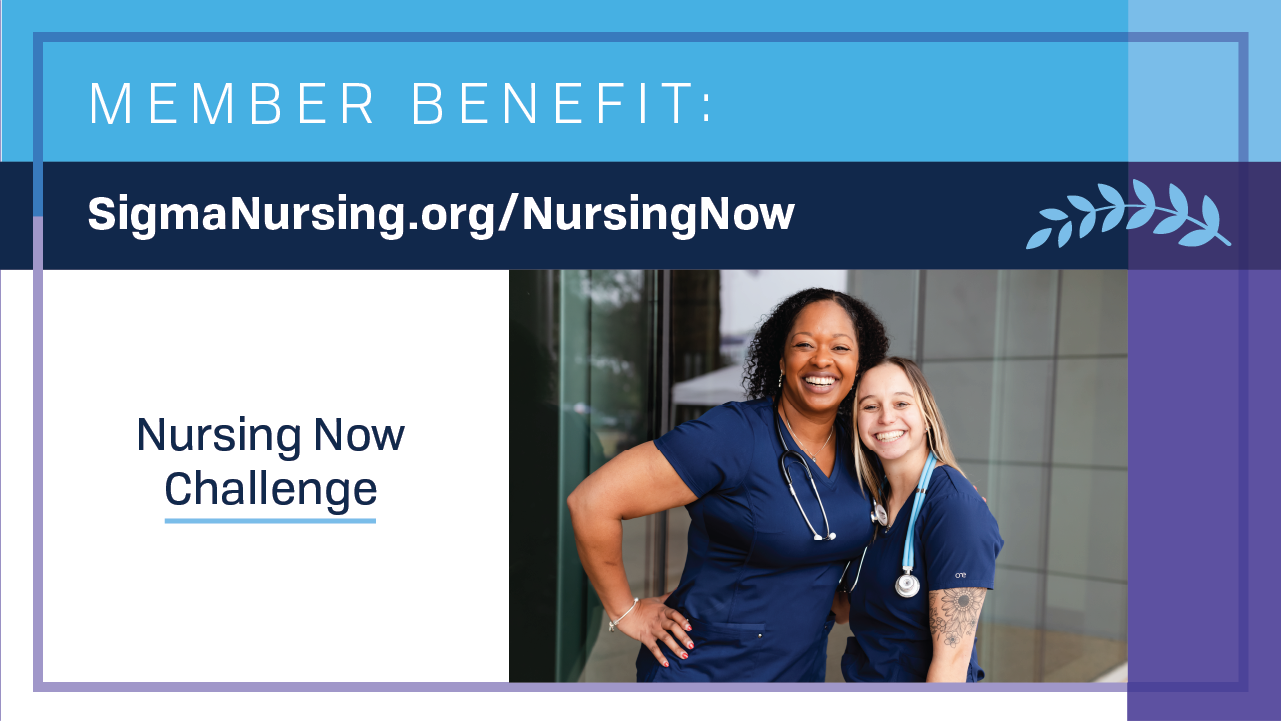 MEMBER BENEFIT:
SigmaNursing.org/NursingNow
Nursing Now
Challenge